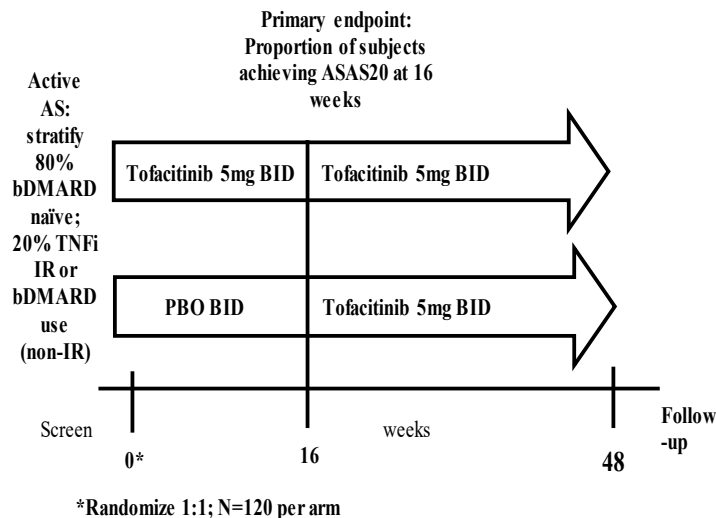 Primary endpoint:
Proportion of subjects
achieving ASAS20 at 16
weeks
Active
AS:
stratify
80%
bDMARD
naïve;
20% TNFi
IR or
bDMARD
use
(non-IR)
Tofacitinib 5mg BID
Tofacitinib 5mg BID
PBO BID
Tofacitinib 5mg BID
Screen
weeks
Follow
-up
0*
16
48
*Randomize 1:1; N=120 per arm